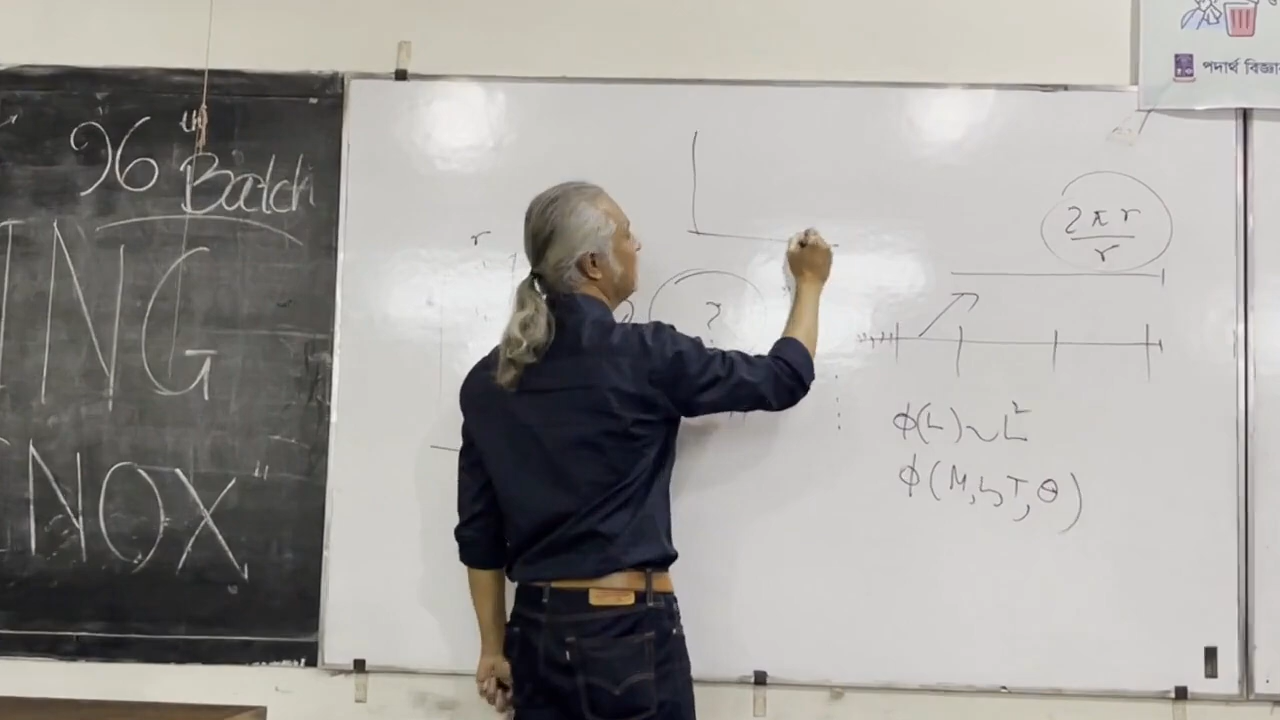 96th
Batch
ING
NOX"
r
?
2πr
r
ϕ(L)~L²
ϕ(M,L,T,θ)
পদার্থ বিজ্ঞা